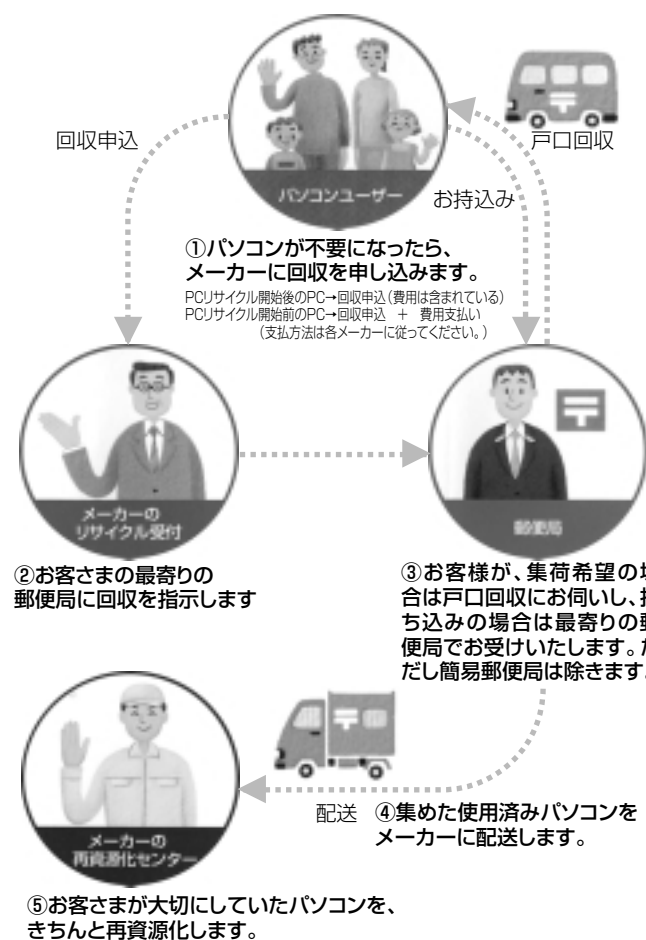 回収申込
戸口回収
パソコンユーザー
お持込み
①パソコンが不要になったら、
メーカーに回収を申し込みます。
PCリサイクル開始後のPC→回収申込(費用は含まれている)
PCリサイクル開始前のPC→回収申込 + 費用支払い
(支払方法は各メーカーに従ってください。)
メーカーの
リサイクル受付
郵便局
②お客さまの最寄りの
郵便局に回収を指示します
③お客様が、集荷希望の場
合は戸口回収にお伺いし、持
ち込みの場合は最寄りの郵
便局でお受けいたします。た
だし簡易郵便局は除きます。
メーカーの
再資源化センター
配送
④集めた使用済みパソコンを
メーカーに配送します。
⑤お客さまが大切にしていたパソコンを、
きちんと再資源化します。